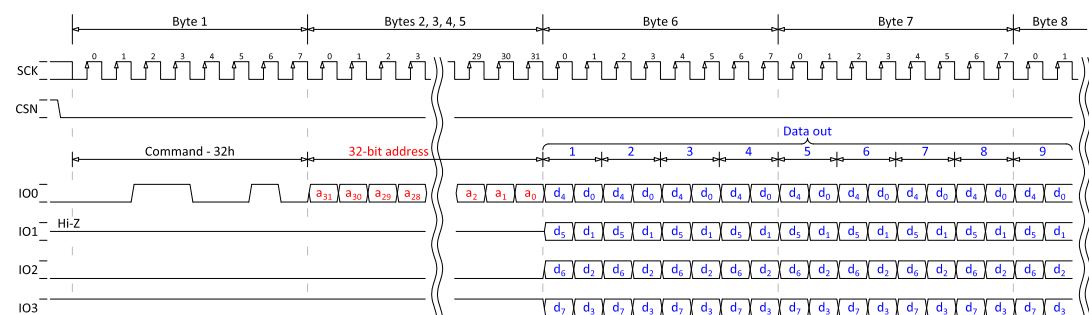 Byte 1 Bytes 2, 3, 4, 5 Byte 6 Byte 7 Byte 8
0 1 2 3 4 5 6 7 0 1 2 3 29 30 31 0 1 2 3 4 5 6 7 0 1 2 3 4 5 6 7 0 1
SCK
CSN
Data out
Command - 32h 32-bit address 1 2 3 4 5 6 7 8 9
IO0 a31 a30 a29 a28 a2 a1 a0 d4 d0 d4 d0 d4 d0 d4 d0 d4 d0 d4 d0 d4 d0 d4 d0 d4 d0
Hi-Z
IO1 d5 d1 d5 d1 d5 d1 d5 d1 d5 d1 d5 d1 d5 d1 d5 d1 d5 d1
IO2 d6 d2 d6 d2 d6 d2 d6 d2 d6 d2 d6 d2 d6 d2 d6 d2 d6 d2
IO3 d7 d3 d7 d3 d7 d3 d7 d3 d7 d3 d7 d3 d7 d3 d7 d3 d7 d3